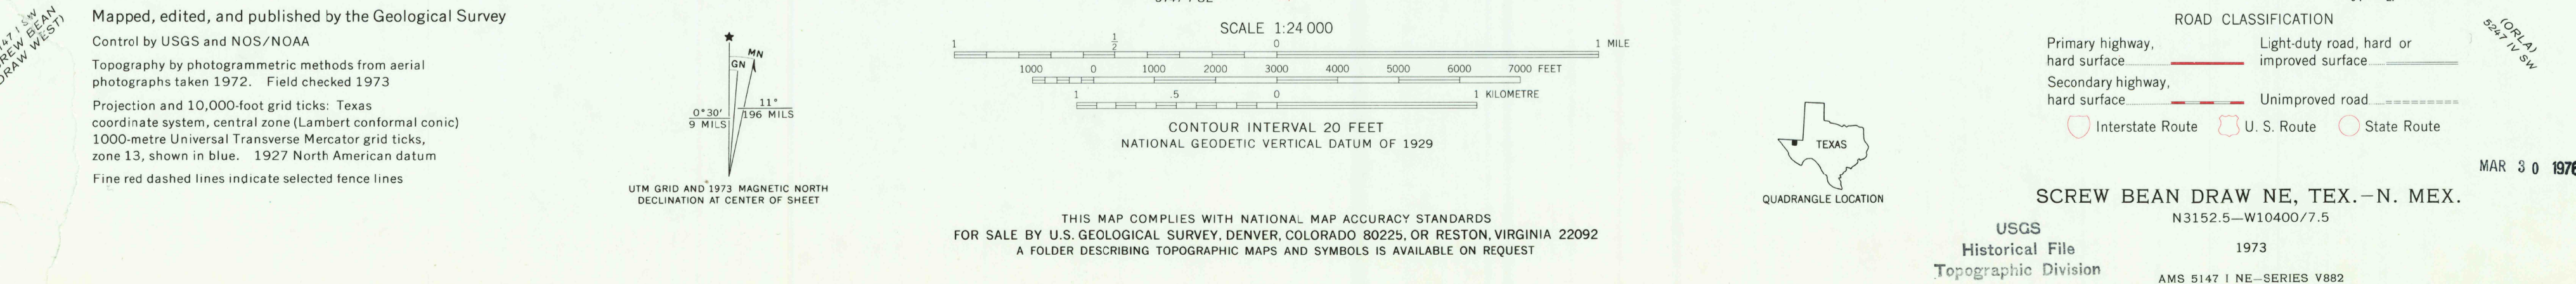 Mapped, edited, and published by the Geological Survey
Control by USGS and NOS/NOAA
Topography by photogrammetric methods from aerial
photographs taken 1972. Field checked 1973
Projection and 10,000-foot grid ticks: Texas
coordinate system, central zone (Lambert conformal conic)
1000-metre Universal Transverse Mercator grid ticks,
zone 13, shown in blue. 1927 North American datum
Fine red dashed lines indicate selected fence lines
MN
GN
0°30'
9 MILS
11°
196 MILS
UTM GRID AND 1973 MAGNETIC NORTH
DECLINATION AT CENTER OF SHEET
SCALE 1:24 000
1 ½ 0 1 MILE
1000 0 1000 2000 3000 4000 5000 6000 7000 FEET
1 .5 0 1 KILOMETRE
CONTOUR INTERVAL 20 FEET
NATIONAL GEODETIC VERTICAL DATUM OF 1929
THIS MAP COMPLIES WITH NATIONAL MAP ACCURACY STANDARDS
FOR SALE BY U.S. GEOLOGICAL SURVEY, DENVER, COLORADO 80225, OR RESTON, VIRGINIA 22092
A FOLDER DESCRIBING TOPOGRAPHIC MAPS AND SYMBOLS IS AVAILABLE ON REQUEST
TEXAS
QUADRANGLE LOCATION
ROAD CLASSIFICATION
Primary highway,
hard surface
Light-duty road, hard or
improved surface
Secondary highway,
hard surface
Unimproved road
Interstate Route
U. S. Route
State Route
(ORLA)
5247 IV SW
MAR 30 1976
SCREW BEAN DRAW NE, TEX.-N. MEX.
N3152.5—W10400/7.5
1973
AMS 5147 I NE—SERIES V882
USGS
Historical File
Topographic Division